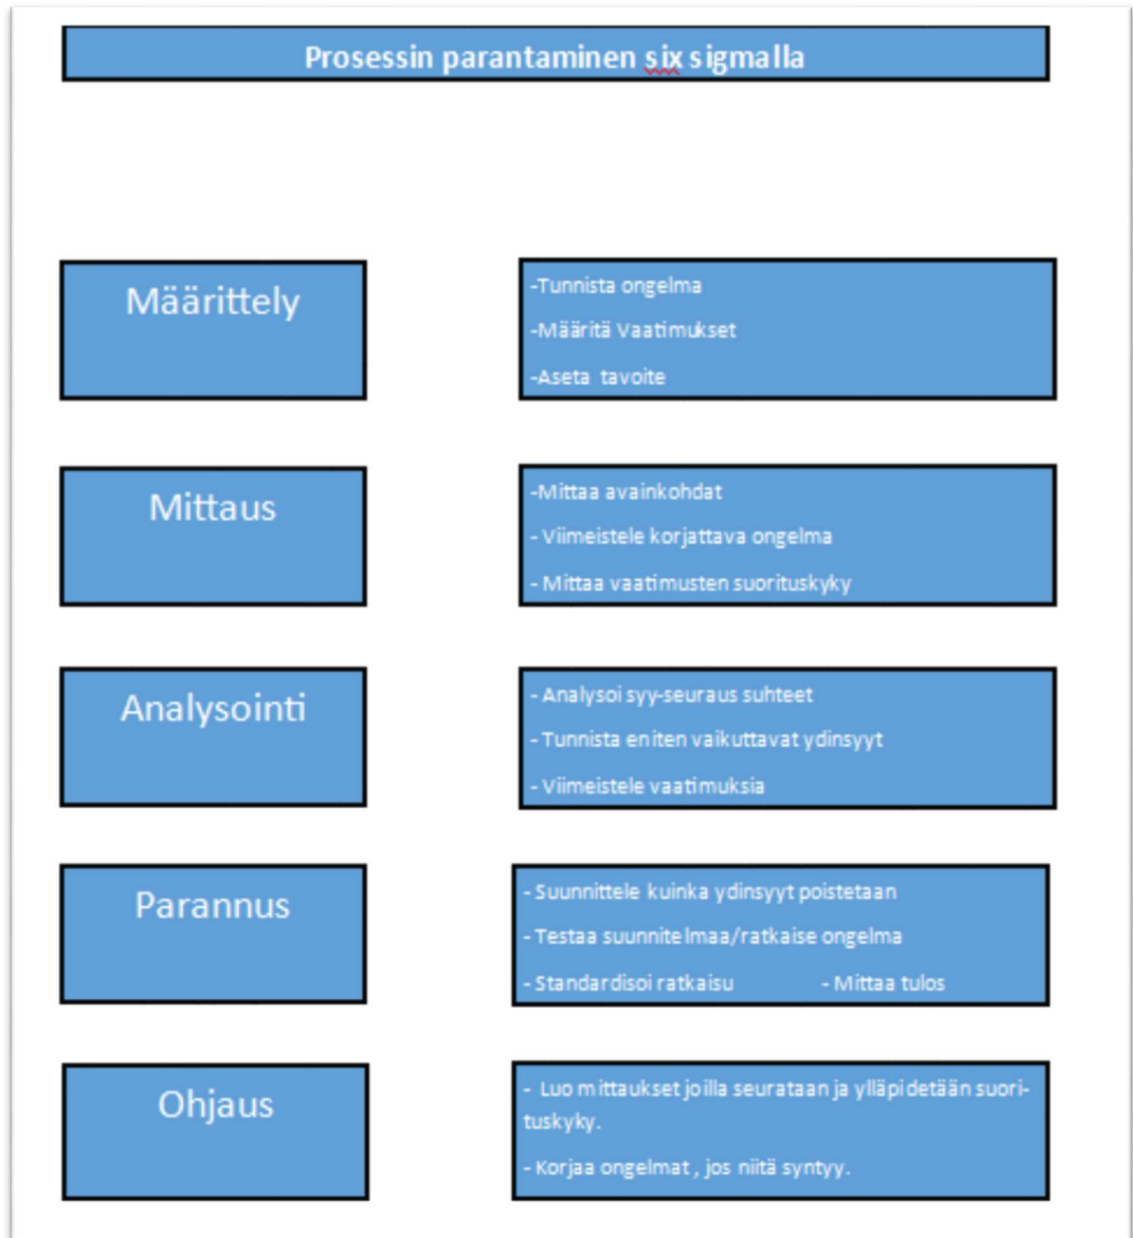 Prosessin parantaminen six sigmalla
Määrittely
-Tunnista ongelma
-Määritä Vaatimukset
-Aseta tavoite
Mittaus
-Mittaa avainkohdat
- Viimeistele korjattava ongelma
- Mittaa vaatimusten suorituskyky
Analysointi
- Analysoi syy-seuraus suhteet
- Tunnista eniten vaikuttavat ydinsyyt
- Viimeistele vaatimuksia
Parannus
- Suunnittele kuinka ydinsyyt poistetaan
- Testaa suunnitelmaa/ratkaise ongelma
- Standardisoi ratkaisu - Mittaa tulos
Ohjaus
- Luo mittaukset joilla seurataan ja ylläpidetään suori-
tuskyky.
- Korjaa ongelmat , jos niitä syntyy.